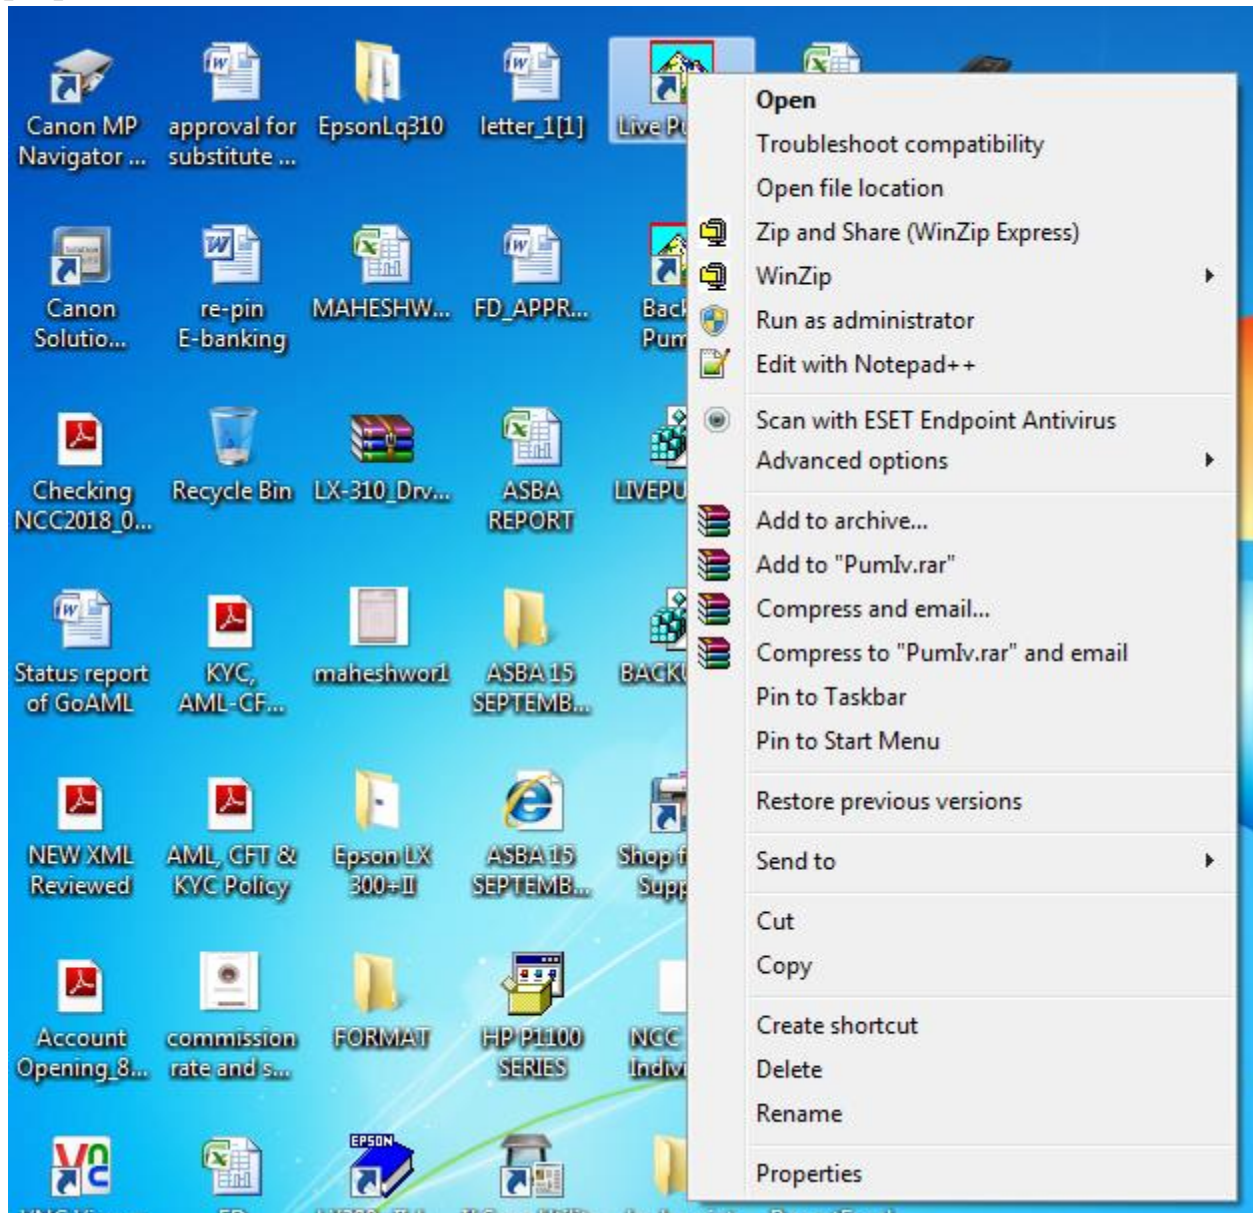 Canon MP
Navigator ...
approval for
substitute ...
EpsonLq310
letter_1[1]
Live
Canon
Solutio...
re-pin
E-banking
MAHESHW...
FD_APPR...
Checking
NCC2018_0...
Recycle Bin
LX-310_Drv...
ASBA
REPORT
Status report
of GoAML
KYC,
AML-CF...
maheshwor1
ASBA 15
SEPTEMB...
NEW XML
Reviewed
AML, CFT &
KYC Policy
Epson LX
300+II
ASBA 15
SEPTEMB...
Shop
Account
Opening_8...
commission
rate and s...
FORMAT
HP P1100
SERIES
NCC
EPSON
Open
Troubleshoot compatibility
Open file location
Zip and Share (WinZip Express)
WinZip
Run as administrator
Edit with Notepad++
Scan with ESET Endpoint Antivirus
Advanced options
Add to archive...
Add to "PumIv.rar"
Compress and email...
Compress to "PumIv.rar" and email
Pin to Taskbar
Pin to Start Menu
Restore previous versions
Send to
Cut
Copy
Create shortcut
Delete
Rename
Properties